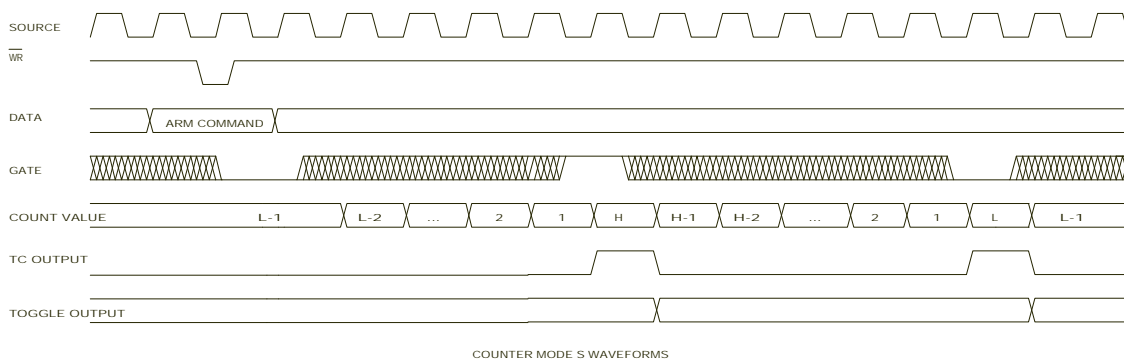 SOURCE
WR
DATA
ARM COMMAND
GATE
COUNT VALUE L-1 L-2 ... 2 1 H H-1 H-2 ... 2 1 L L-1
TC OUTPUT
TOGGLE OUTPUT
COUNTER MODE S WAVEFORMS